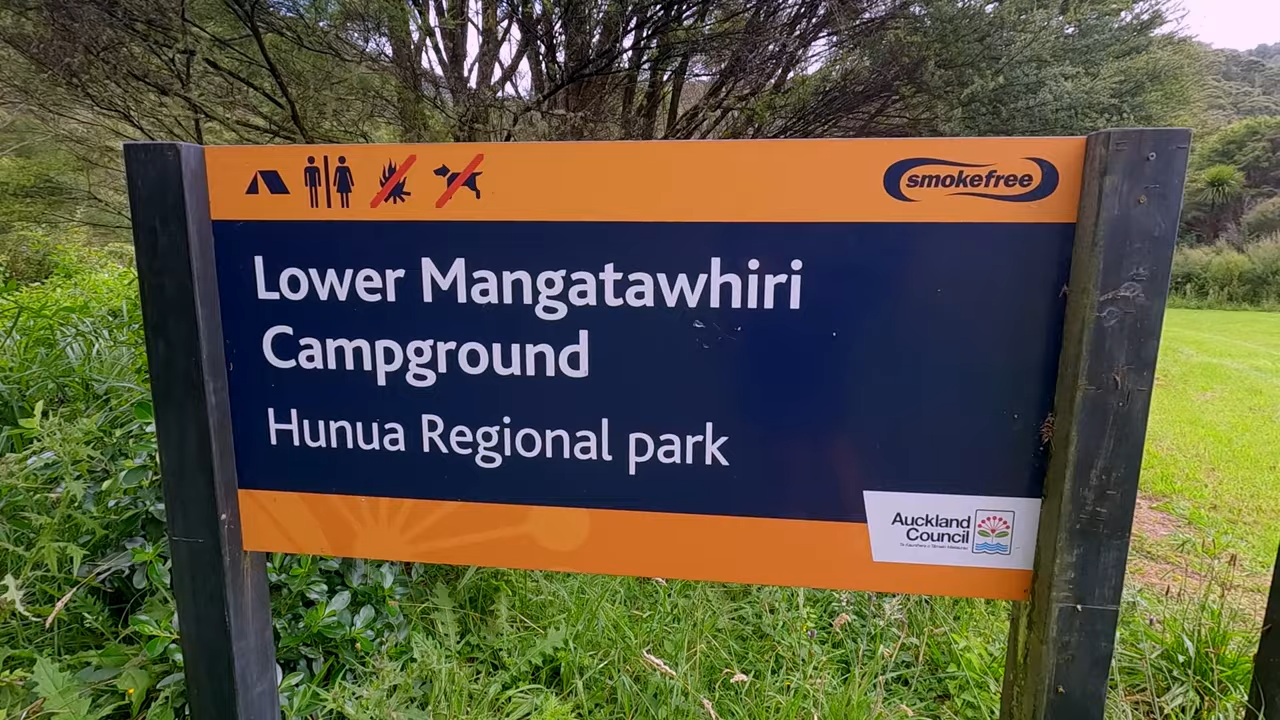 smokefree
Lower Mangatawhiri
Campground
Hunua Regional park
Auckland
Council